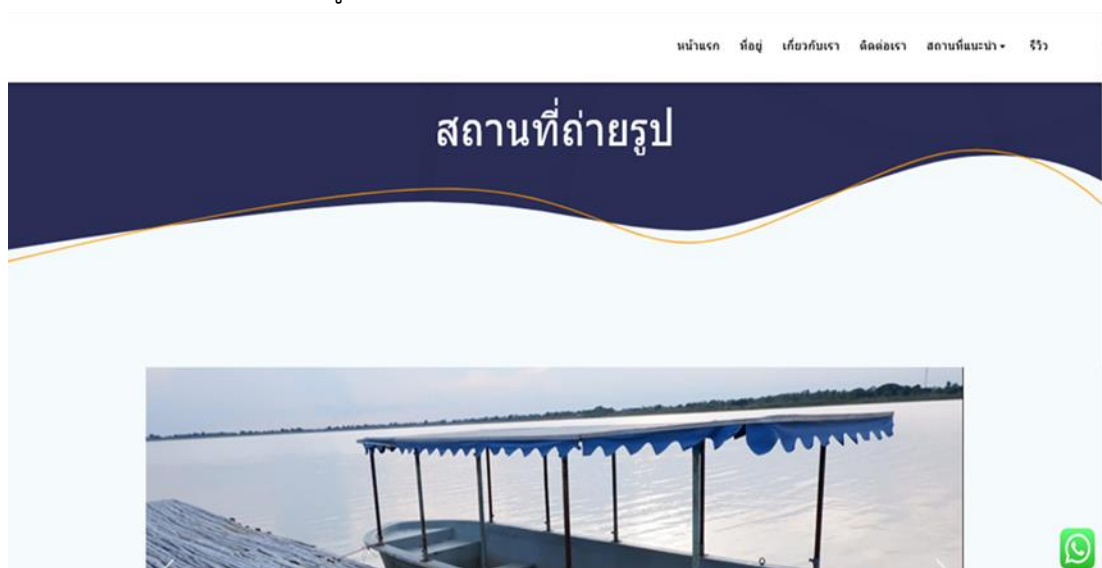 หน้าแรก ที่อยู่ เกี่ยวกับเรา ติดต่อเรา สถานที่แนะนำ รีวิว
สถานที่ถ่ายรูป